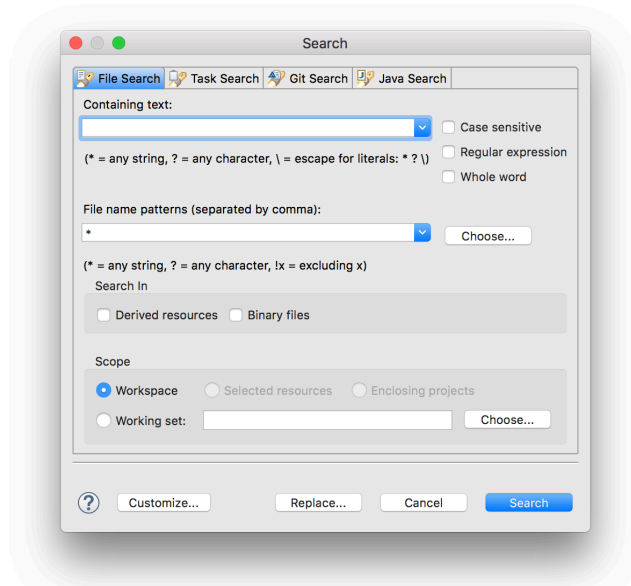 Search
File Search Task Search Git Search Java Search
Containing text:
Case sensitive
(* = any string, ? = any character, \ = escape for literals: * ? \)
Regular expression
Whole word
File name patterns (separated by comma):
*
Choose...
(* = any string, ? = any character, !x = excluding x)
Search In
Derived resources Binary files
Scope
Workspace Selected resources Enclosing projects
Working set: Choose...
? Customize... Replace... Cancel Search